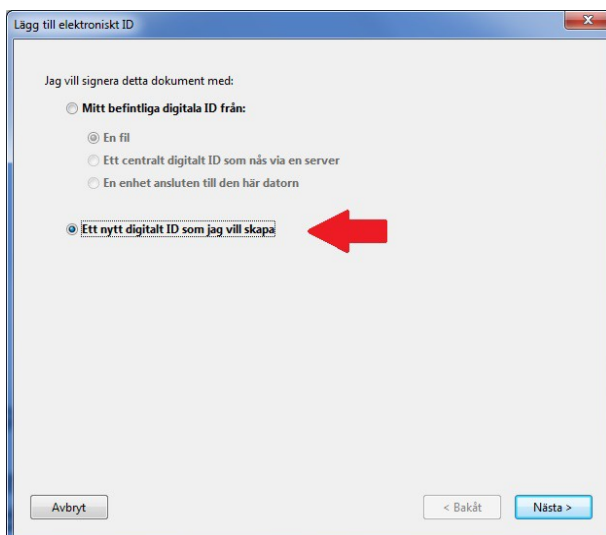 Lägg till elektroniskt ID
Jag vill signera detta dokument med:
Mitt befintliga digitala ID från:
En fil
Ett centralt digitalt ID som nås via en server
En enhet ansluten till den här datorn
Ett nytt digitalt ID som jag vill skapa
Avbryt
< Bakåt
Nästa >